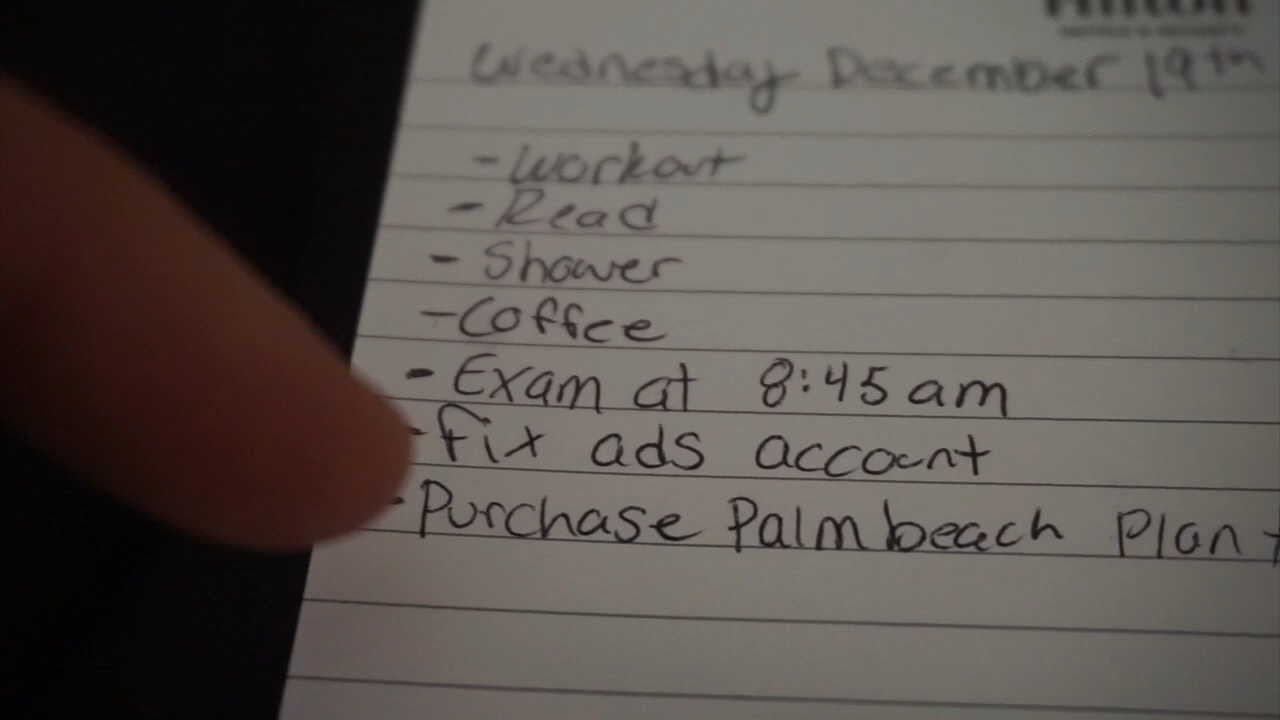 Hilton
Wednesday December 19th
- Workout
- Read
- Shower
- Coffee
- Exam at 8:45 am
- Fix ads account
- Purchase Palm beach Plan